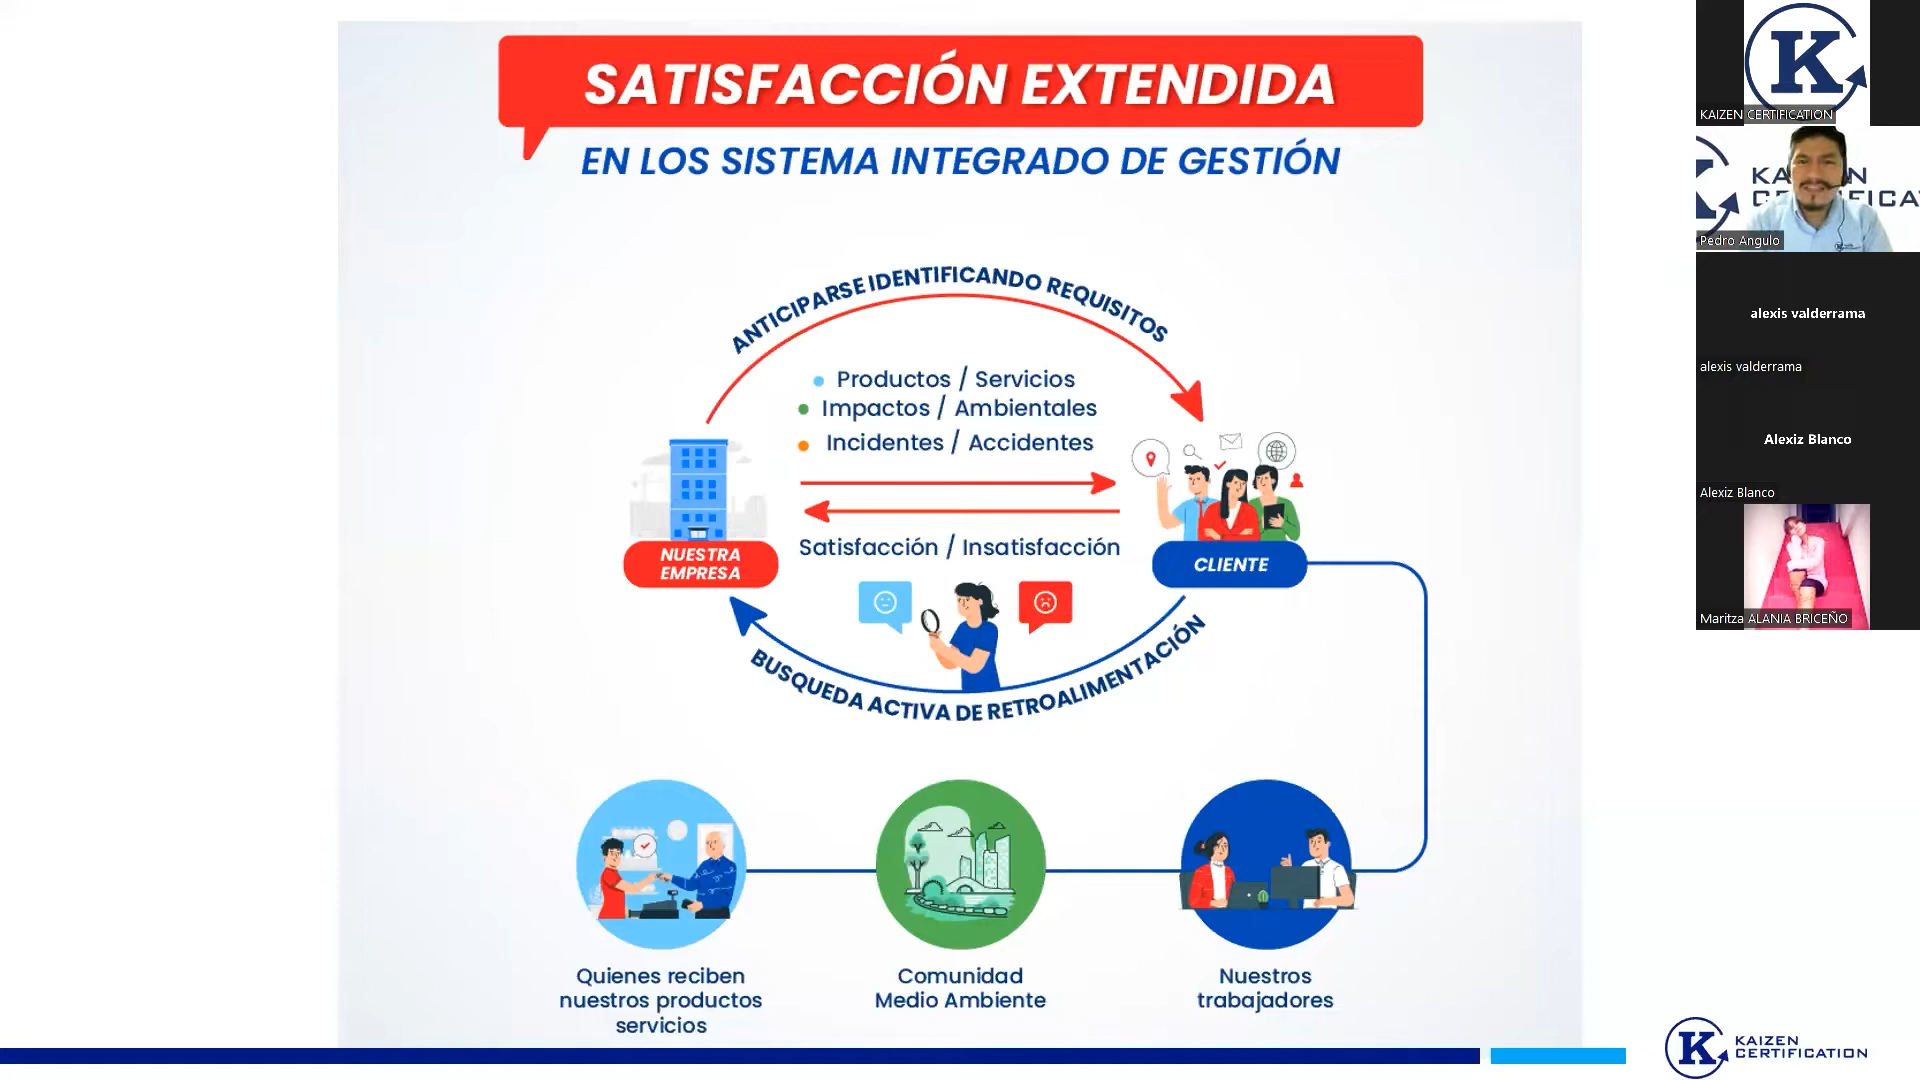 SATISFACCIÓN EXTENDIDA
EN LOS SISTEMA INTEGRADO DE GESTIÓN
ANTICIPARSE IDENTIFICANDO REQUISITOS
Productos / Servicios
Impactos / Ambientales
Incidentes / Accidentes
NUESTRA
EMPRESA
Satisfacción / Insatisfacción
CLIENTE
BUSQUEDA ACTIVA DE RETROALIMENTACIÓN
Quienes reciben
nuestros productos
servicios
Comunidad
Medio Ambiente
Nuestros
trabajadores
K
KAIZEN
CERTIFICATION
K
KAIZEN CERTIFICATION
Pedro Angulo
alexis valderrama
alexis valderrama
Alexiz Blanco
Alexiz Blanco
Maritza ALANIA BRICEÑO